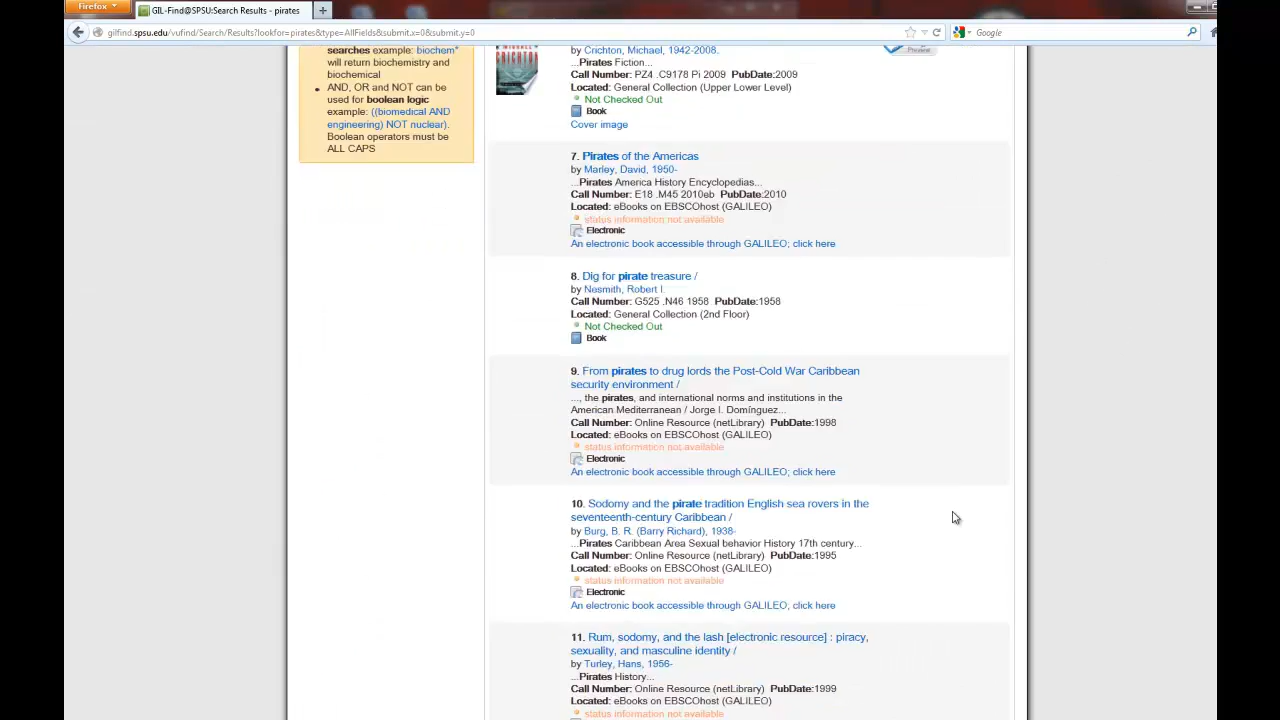 Firefox
GIL-Find@SPSU:Search Results - pirates
gilfind.spsu.edu/vufind/Search/Results?lookfor=pirates&type=AllFields&submit.x=0&submit.y=0
Google
searches example: biochem*
will return biochemistry and
biochemical
AND, OR and NOT can be
used for boolean logic
example: ((biomedical AND
engineering) NOT nuclear).
Boolean operators must be
ALL CAPS
MICHAEL
CRICHTON
by Crichton, Michael, 1942-2008.
...Pirates Fiction...
Call Number: PZ4 .C9178 Pi 2009 PubDate:2009
Located: General Collection (Upper Lower Level)
Not Checked Out
Book
Cover image
Preview
7. Pirates of the Americas
by Marley, David, 1950-
...Pirates America History Encyclopedias...
Call Number: E18 .M45 2010eb PubDate:2010
Located: eBooks on EBSCOhost (GALILEO)
status information not available
Electronic
An electronic book accessible through GALILEO; click here
8. Dig for pirate treasure /
by Nesmith, Robert I.
Call Number: G525 .N46 1958 PubDate:1958
Located: General Collection (2nd Floor)
Not Checked Out
Book
9. From pirates to drug lords the Post-Cold War Caribbean
security environment /
..., the pirates, and international norms and institutions in the
American Mediterranean / Jorge I. Domínguez...
Call Number: Online Resource (netLibrary) PubDate:1998
Located: eBooks on EBSCOhost (GALILEO)
status information not available
Electronic
An electronic book accessible through GALILEO; click here
10. Sodomy and the pirate tradition English sea rovers in the
seventeenth-century Caribbean /
by Burg, B. R. (Barry Richard), 1938-
...Pirates Caribbean Area Sexual behavior History 17th century...
Call Number: Online Resource (netLibrary) PubDate:1995
Located: eBooks on EBSCOhost (GALILEO)
status information not available
Electronic
An electronic book accessible through GALILEO; click here
11. Rum, sodomy, and the lash [electronic resource] : piracy,
sexuality, and masculine identity /
by Turley, Hans, 1956-
...Pirates History...
Call Number: Online Resource (netLibrary) PubDate:1999
Located: eBooks on EBSCOhost (GALILEO)
status information not available